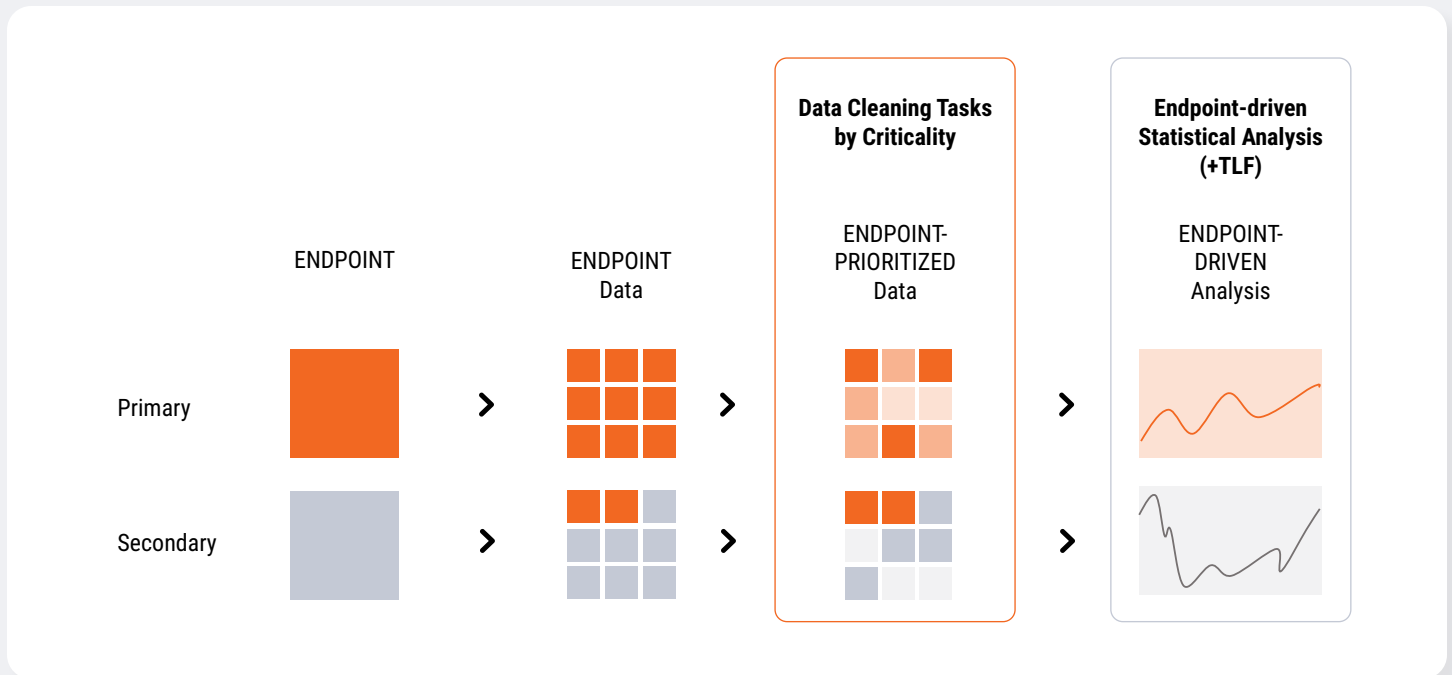 Data Cleaning Tasks
by Criticality
Endpoint-driven
Statistical Analysis
(+TLF)
ENDPOINT
ENDPOINT
Data
ENDPOINT-
PRIORITIZED
Data
ENDPOINT-
DRIVEN
Analysis
Primary
Secondary